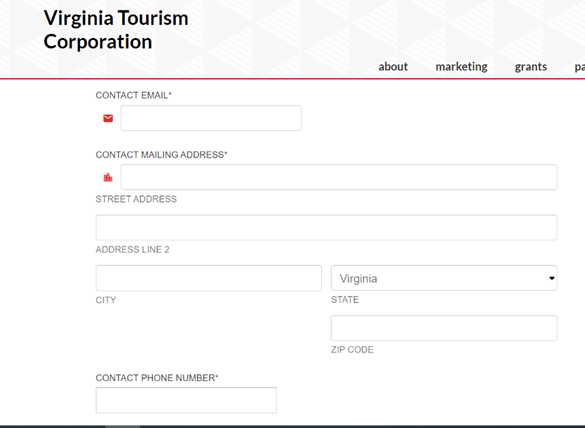 Virginia Tourism
Corporation
about marketing grants
CONTACT EMAIL*
CONTACT MAILING ADDRESS*
STREET ADDRESS
ADDRESS LINE 2
Virginia
CITY STATE
ZIP CODE
CONTACT PHONE NUMBER*